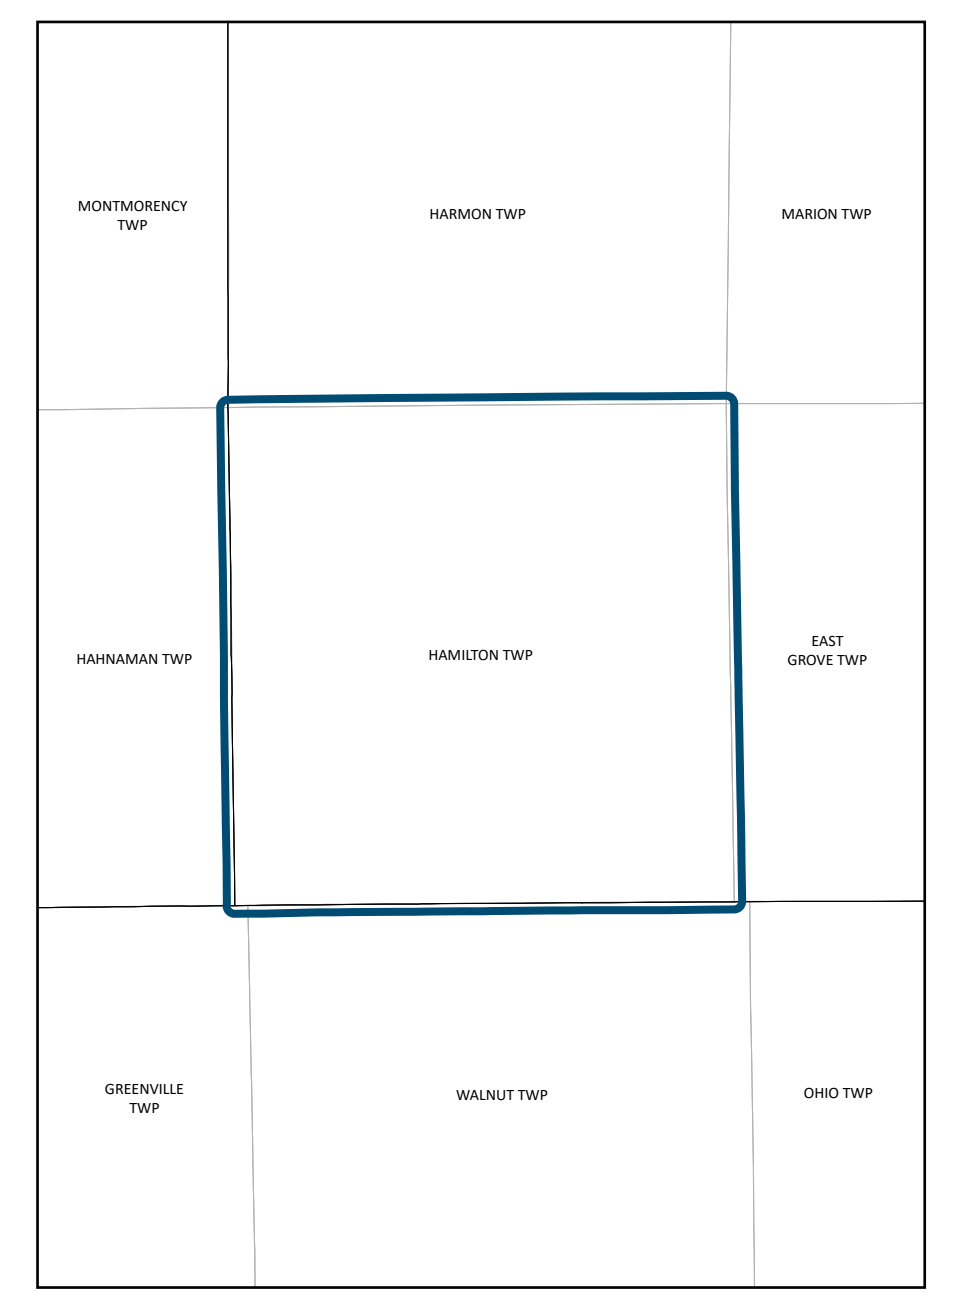 MONTMORENCY
TWP
HARMON TWP
MARION TWP
HAHNAMAN TWP
HAMILTON TWP
EAST
GROVE TWP
GREENVILLE
TWP
WALNUT TWP
OHIO TWP